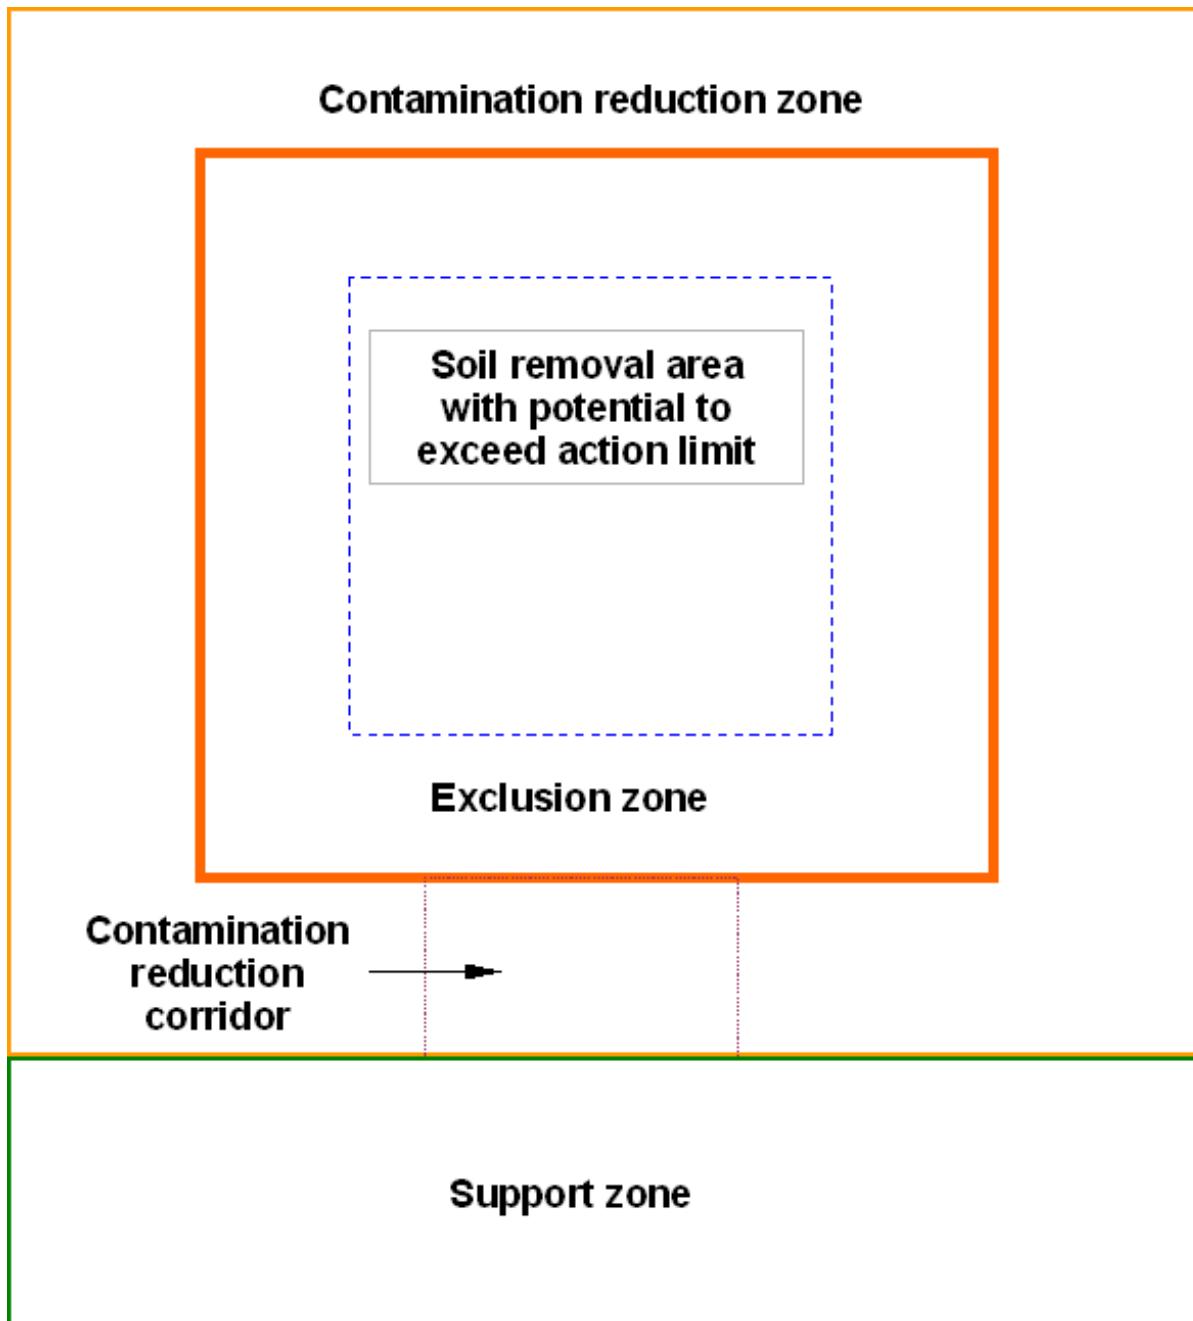 Contamination reduction zone
Soil removal area
with potential to
exceed action limit
Exclusion zone
Contamination
reduction
corridor
Support zone